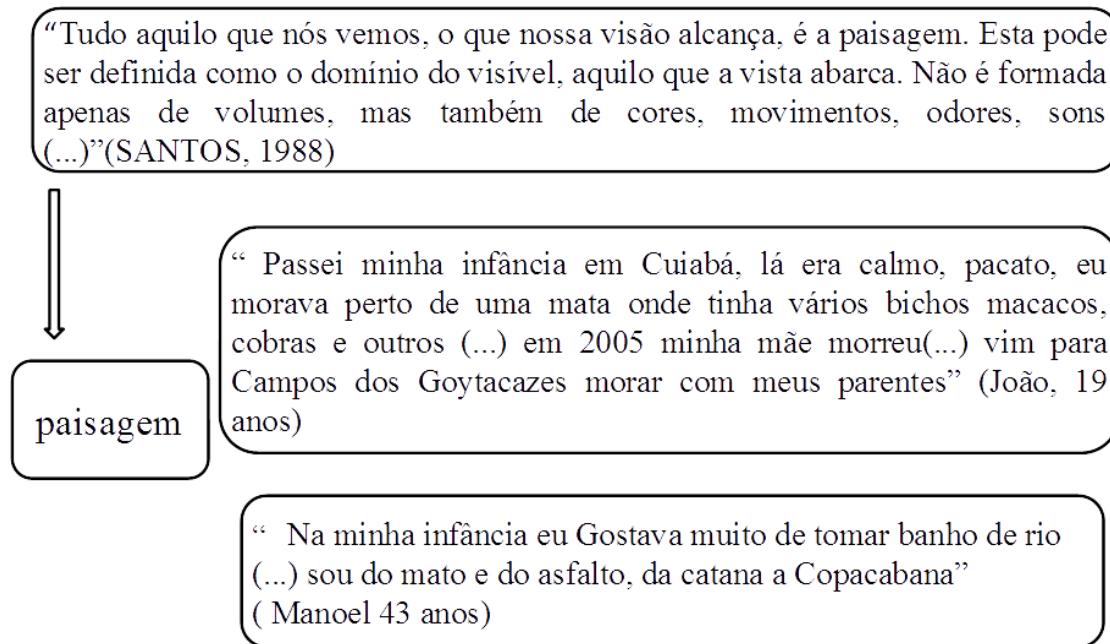 “Tudo aquilo que nós vemos, o que nossa visão alcança, é a paisagem. Esta pode
ser definida como o domínio do visível, aquilo que a vista abarca. Não é formada
apenas de volumes, mas também de cores, movimentos, odores, sons
(...)”(SANTOS, 1988)
“ Passei minha infância em Cuiabá, lá era calmo, pacato, eu
morava perto de uma mata onde tinha vários bichos macacos,
cobras e outros (...) em 2005 minha mãe morreu(...) vim para
Campos dos Goytacazes morar com meus parentes” (João, 19
anos)
paisagem
“ Na minha infância eu Gostava muito de tomar banho de rio
(...) sou do mato e do asfalto, da catana a Copacabana”
( Manoel 43 anos)